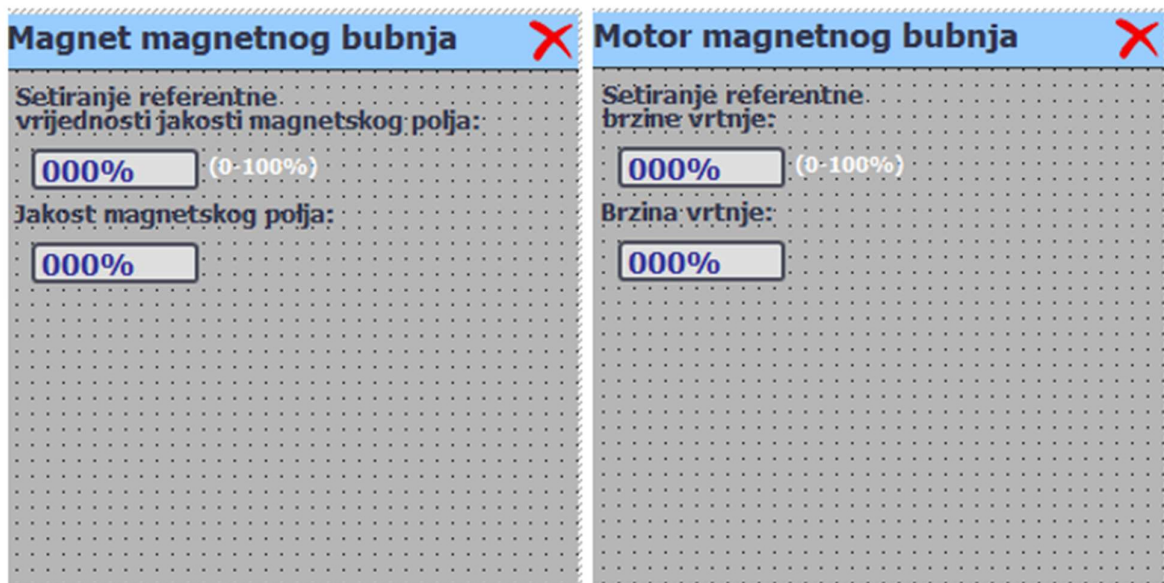 Magnet magnetnog bubnja
Setiranje referentne
vrijednosti jakosti magnetskog polja:
000% (0-100%)
Jakost magnetskog polja:
000%
Motor magnetnog bubnja
Setiranje referentne
brzine vrtnje:
000% (0-100%)
Brzina vrtnje:
000%